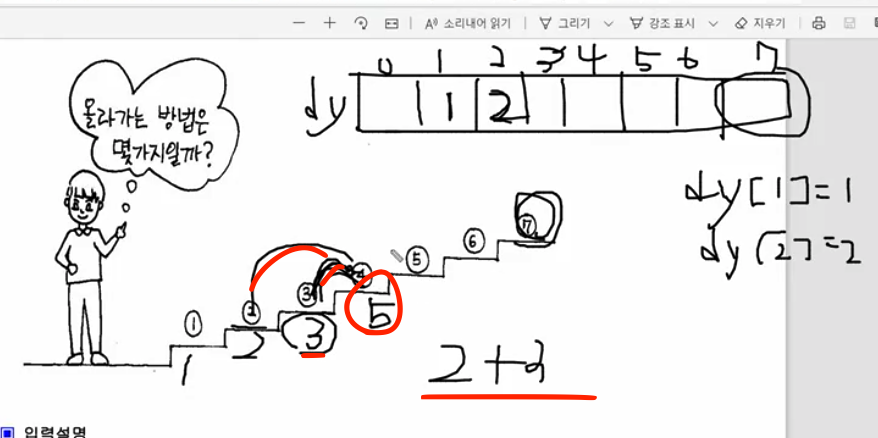 소리내어 읽기 그리기 강조 표시 지우기
0 1 2 3 4 5 6 7
dy 1 2
올라가는 방법은
몇가지일까?
dy[1]=1
dy[2]=2
⑦
⑥
⑤
③
①
5
3
2
1
2+
입력설명